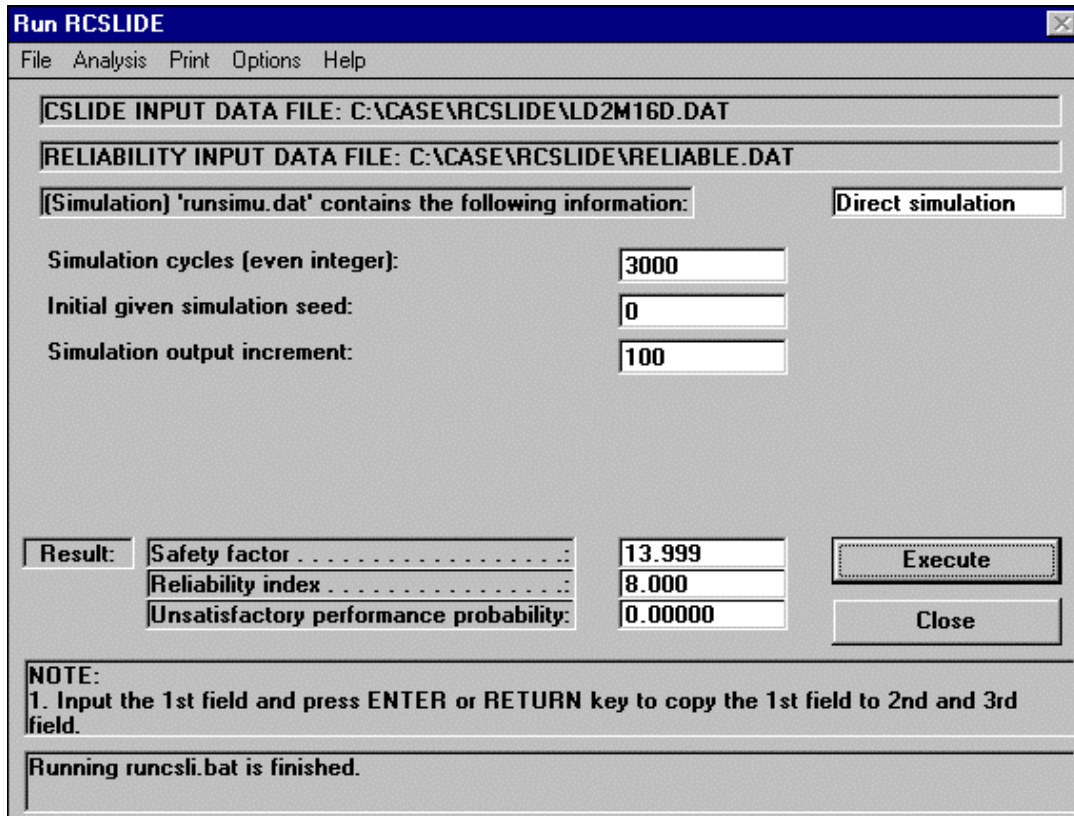 Run RCSLIDE
File Analysis Print Options Help
CSLIDE INPUT DATA FILE: C:\CASE\RCSLIDE\LD2M16D.DAT
RELIABILITY INPUT DATA FILE: C:\CASE\RCSLIDE\RELIABLE.DAT
(Simulation) 'runsimu.dat' contains the following information: Direct simulation
Simulation cycles (even integer): 3000
Initial given simulation seed: 0
Simulation output increment: 100
Result: Safety factor . . . . . . . . . . . . . . . . . . .: 13.999 Execute
Reliability index . . . . . . . . . . . . . . . .: 8.000
Unsatisfactory performance probability: 0.00000 Close
NOTE:
1. Input the 1st field and press ENTER or RETURN key to copy the 1st field to 2nd and 3rd
field.
Running runcsli.bat is finished.